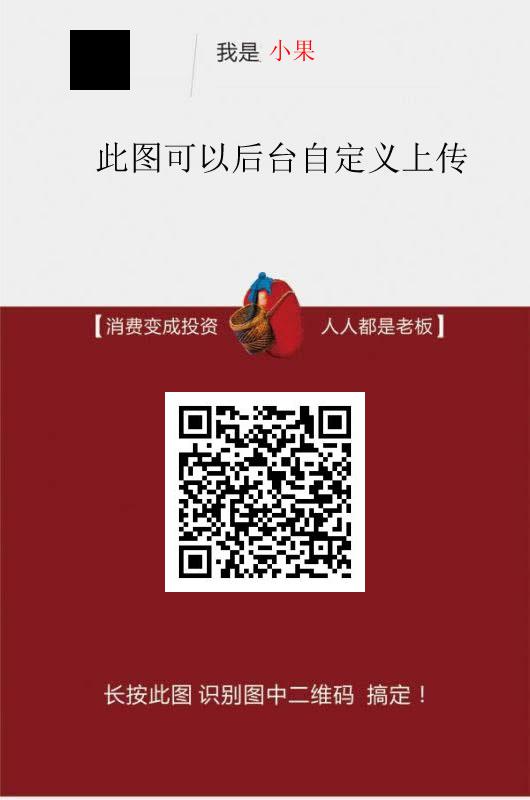 我是 小果
此图可以后台自定义上传
【消费变成投资 人人都是老板】
长按此图 识别图中二维码 搞定！